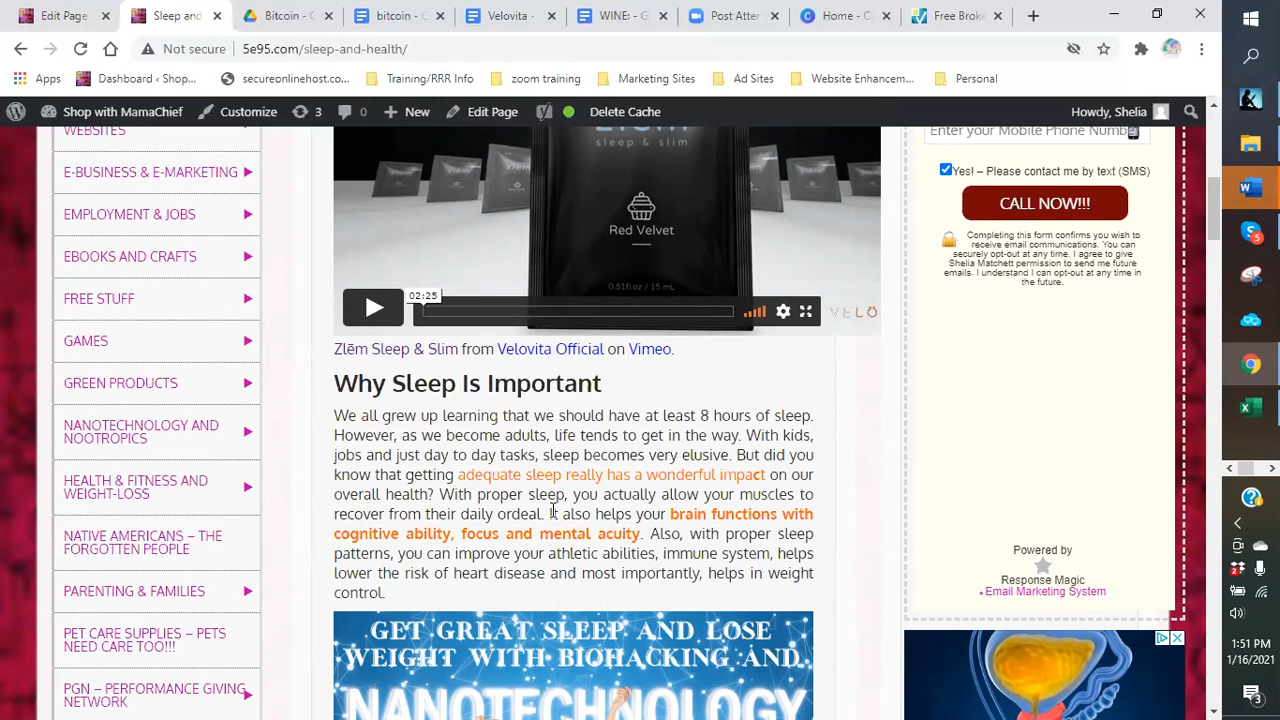 Bitcoin - C
WINE - C
WINE - C
Post Atter
Home - Ch
Free Brok
Not secure
5e95.com/sleep-and-health/
Apps
Dashboard ‹ Shop...
secureonlinehost.co...
Training/RRR Info
zoom training
Marketing Sites
Ad Sites
Website Enhancem...
Personal
Shop with MamaChief
Customize
3
0
New
Edit Page
Delete Cache
Howdy, Shelia
WEBSITES
E-BUSINESS & E-MARKETING
EMPLOYMENT & JOBS
EBOOKS AND CRAFTS
FREE STUFF
GAMES
GREEN PRODUCTS
NANOTECHNOLOGY AND
NOOTROPICS
HEALTH & FITNESS AND
WEIGHT-LOSS
NATIVE AMERICANS – THE
FORGOTTEN PEOPLE
PARENTING & FAMILIES
PET CARE SUPPLIES – PETS
NEED CARE TOO!!!
PGN – PERFORMANCE GIVING
NETWORK
sleep & slim
Red Velvet
0.51fl oz / 15 mL
02:25
VELO
Zlēm Sleep & Slim from Velovita Official on Vimeo.
Why Sleep Is Important
We all grew up learning that we should have at least 8 hours of sleep.
However, as we become adults, life tends to get in the way. With kids,
jobs and just day to day tasks, sleep becomes very elusive. But did you
know that getting adequate sleep really has a wonderful impact on our
overall health? With proper sleep, you actually allow your muscles to
recover from their daily ordeal. It also helps your brain functions with
cognitive ability, focus and mental acuity. Also, with proper sleep
patterns, you can improve your athletic abilities, immune system, helps
lower the risk of heart disease and most importantly, helps in weight
control.
GET GREAT SLEEP AND LOSE
WEIGHT WITH BIOHACKING AND
NANOTECHNOLOGY
Enter your Mobile Phone Number
Yes! – Please contact me by text (SMS)
CALL NOW!!!
Completing this form confirms you wish to
receive email communications. You can
securely opt-out at any time. I agree to give
Shelia Matchett permission to send me future
emails. I understand I can opt-out at any time in
the future.
Powered by
Response Magic
Email Marketing System
1:51 PM
1/16/2021
3